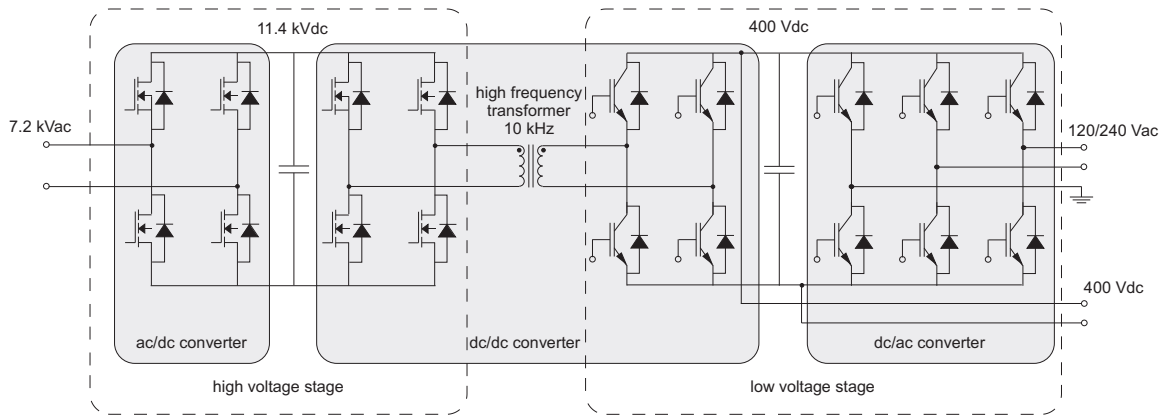 11.4 kVdc
400 Vdc
high frequency
transformer
10 kHz
7.2 kVac
120/240 Vac
400 Vdc
ac/dc converter
dc/dc converter
dc/ac converter
high voltage stage
low voltage stage